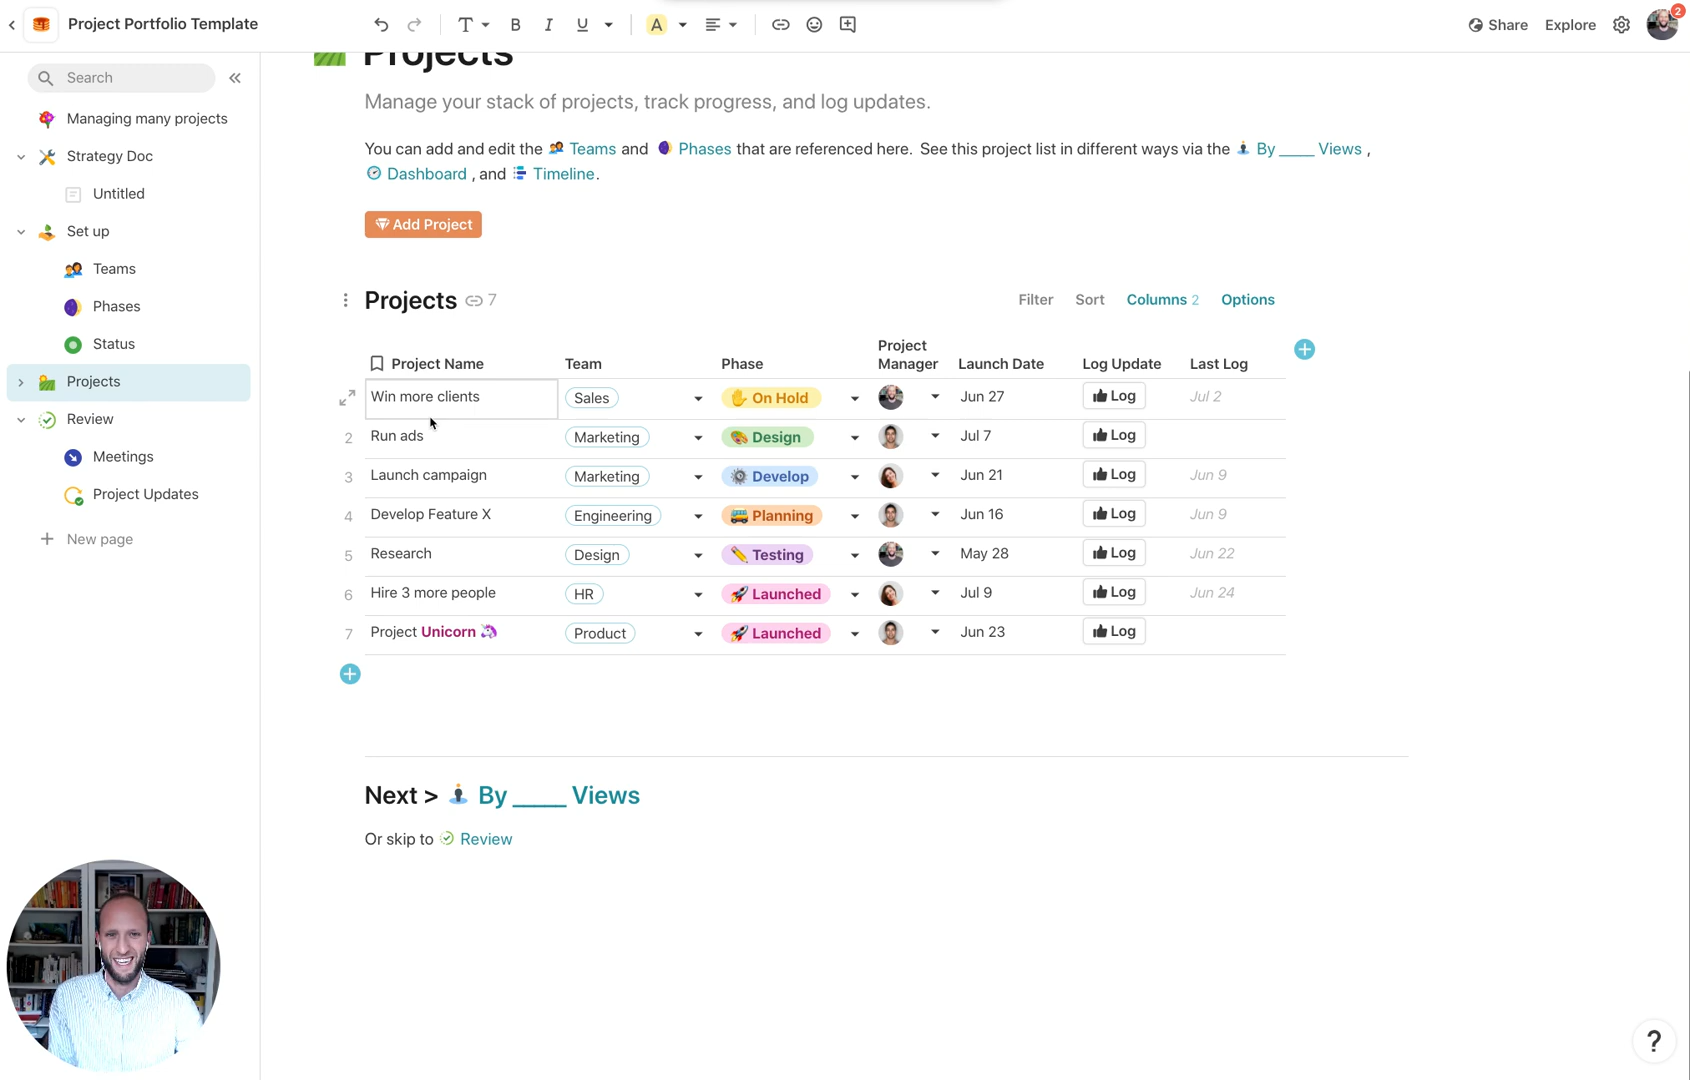 Project Portfolio Template
T
B
I
U
A
Share
Explore
2
Search
Managing many projects
Strategy Doc
Untitled
Set up
Teams
Phases
Status
Projects
Review
Meetings
Project Updates
New page
Projects
Manage your stack of projects, track progress, and log updates.
You can add and edit the Teams and Phases that are referenced here. See this project list in different ways via the By _____ Views ,
Dashboard , and Timeline.
Add Project
Projects 7
Filter Sort Columns 2 Options
Project Name Team Phase Project Manager Launch Date Log Update Last Log
Win more clients Sales On Hold Jun 27 Log Jul 2
2 Run ads Marketing Design Jul 7 Log
3 Launch campaign Marketing Develop Jun 21 Log Jun 9
4 Develop Feature X Engineering Planning Jun 16 Log Jun 9
5 Research Design Testing May 28 Log Jun 22
6 Hire 3 more people HR Launched Jul 9 Log Jun 24
7 Project Unicorn Product Launched Jun 23 Log
Next > By _____ Views
Or skip to Review
?